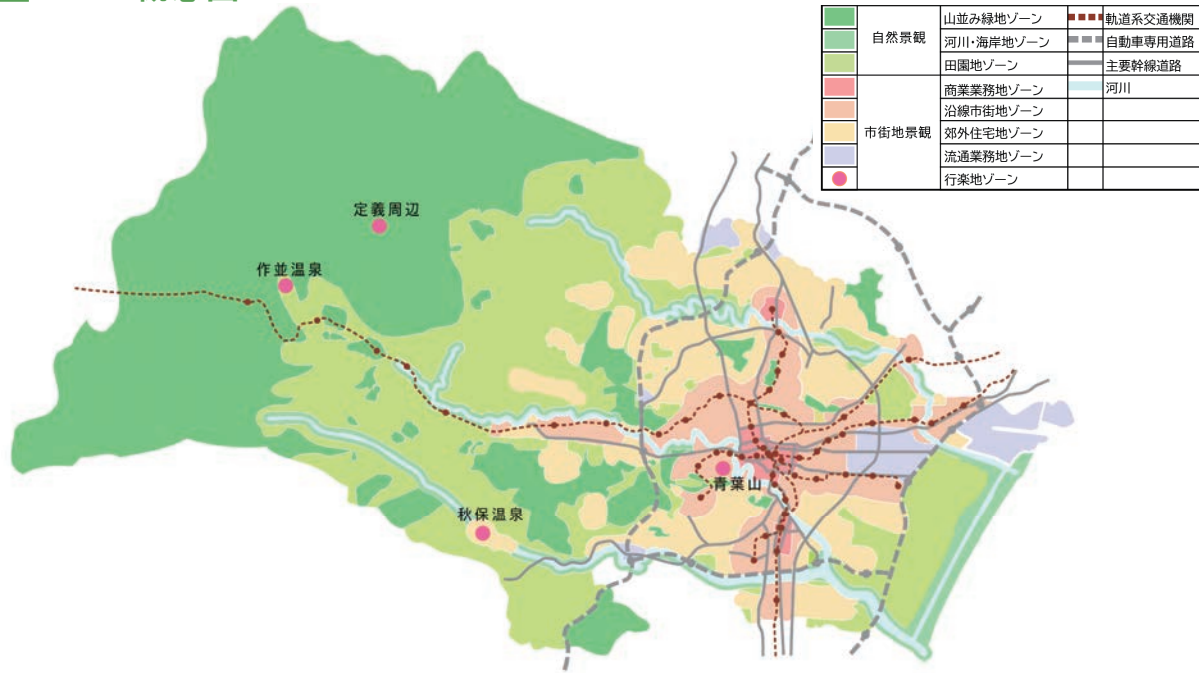 自然景観
山並み緑地ゾーン
軌道系交通機関
河川・海岸地ゾーン
自動車専用道路
田園地ゾーン
主要幹線道路
市街地景観
商業業務地ゾーン
河川
沿線市街地ゾーン
郊外住宅地ゾーン
流通業務地ゾーン
行楽地ゾーン
定義周辺
作並温泉
青葉山
秋保温泉